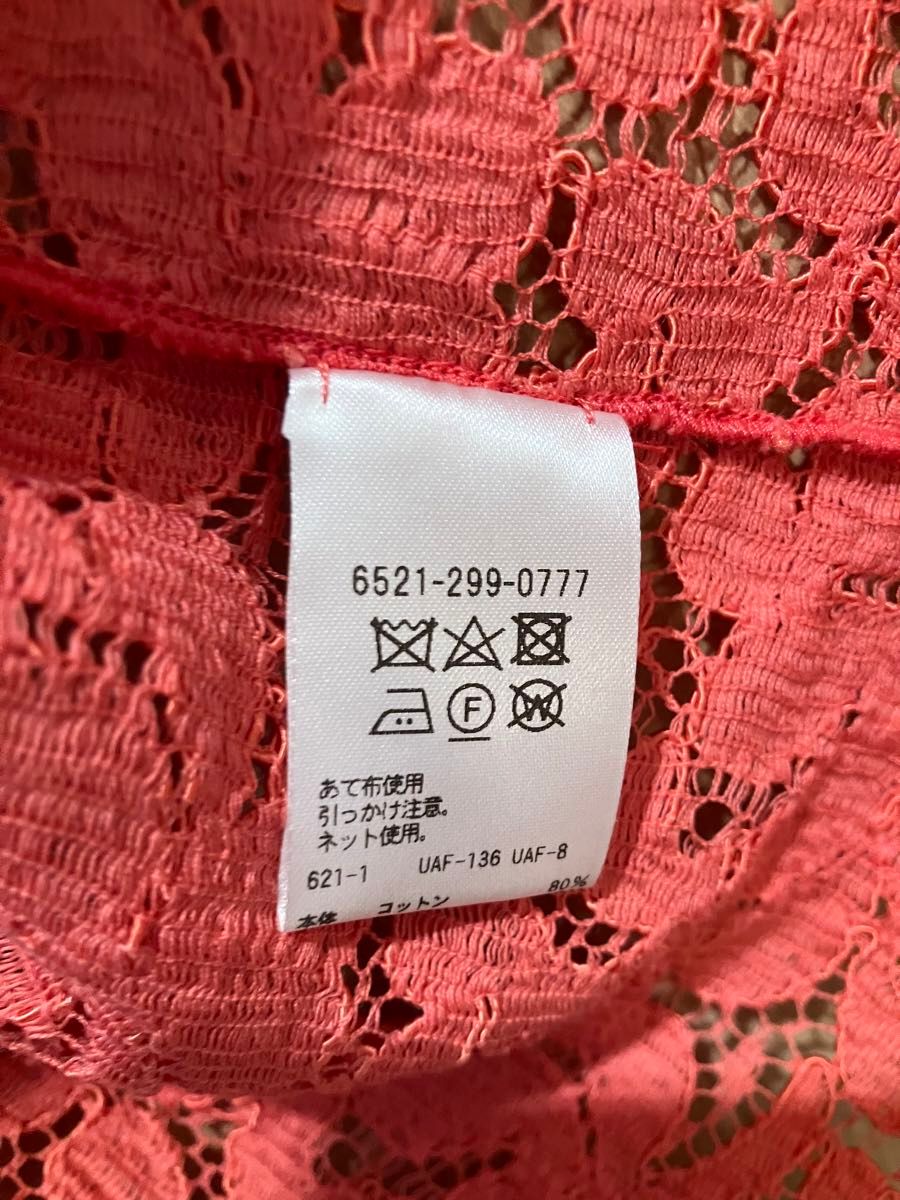 6521-299-0777
F
W
あて布使用
引っかけ注意。
ネット使用。
621-1 UAF-136 UAF-8
本体 コットン 80%